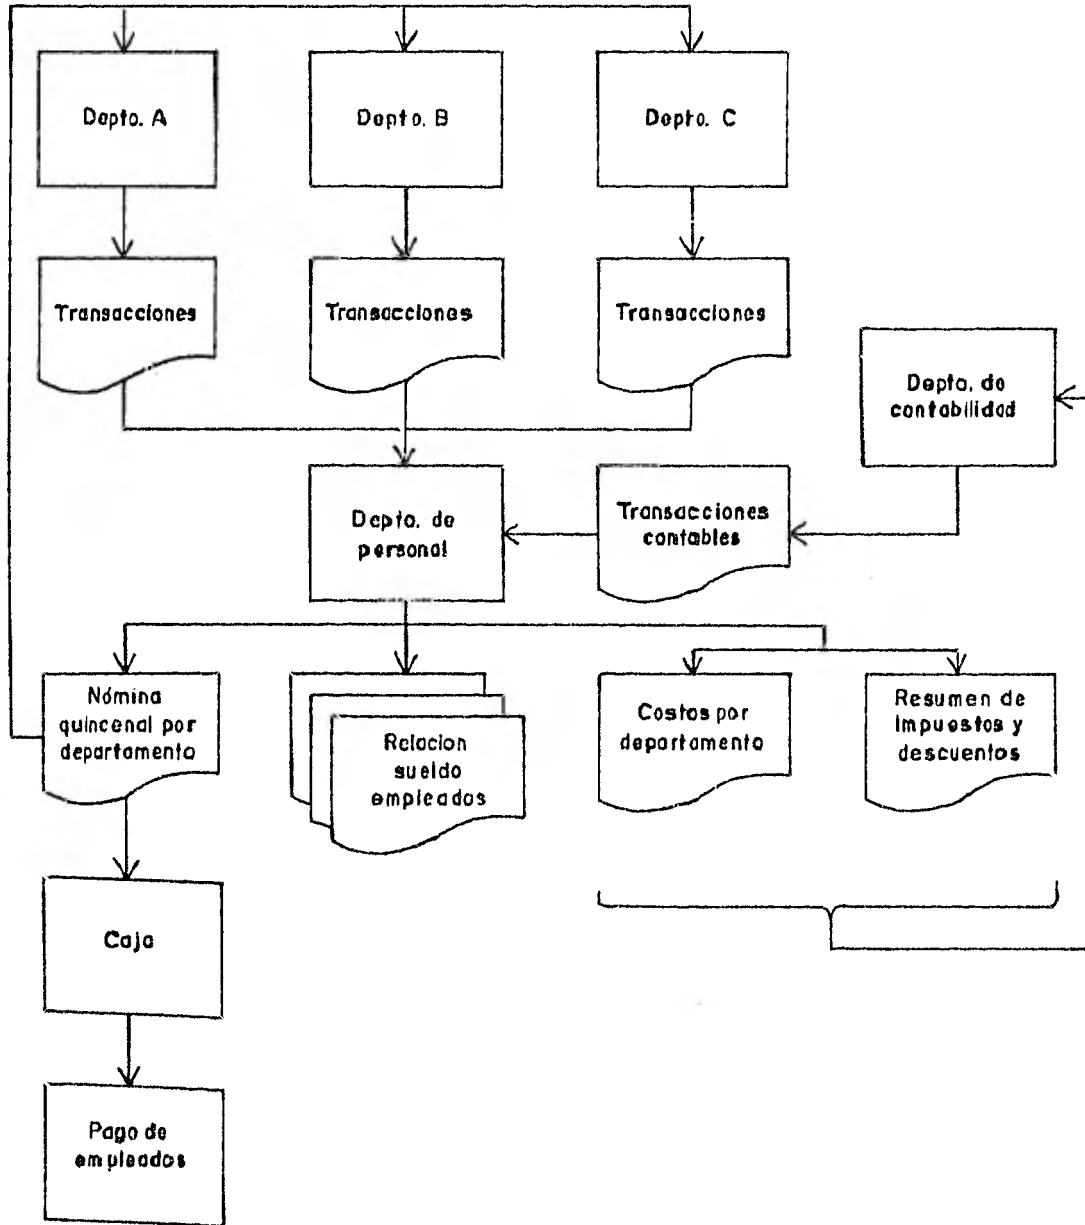 Depto. A
Depto. B
Depto. C
Transacciones
Transacciones
Transacciones
Depto. de
contabilidad
Depto. de
personal
Transacciones
contables
Nómina
quincenal por
departamento
Relacion
sueldo
empleados
Costos por
departamento
Resumen de
impuestos y
descuentos
Caja
Pago de
empleados